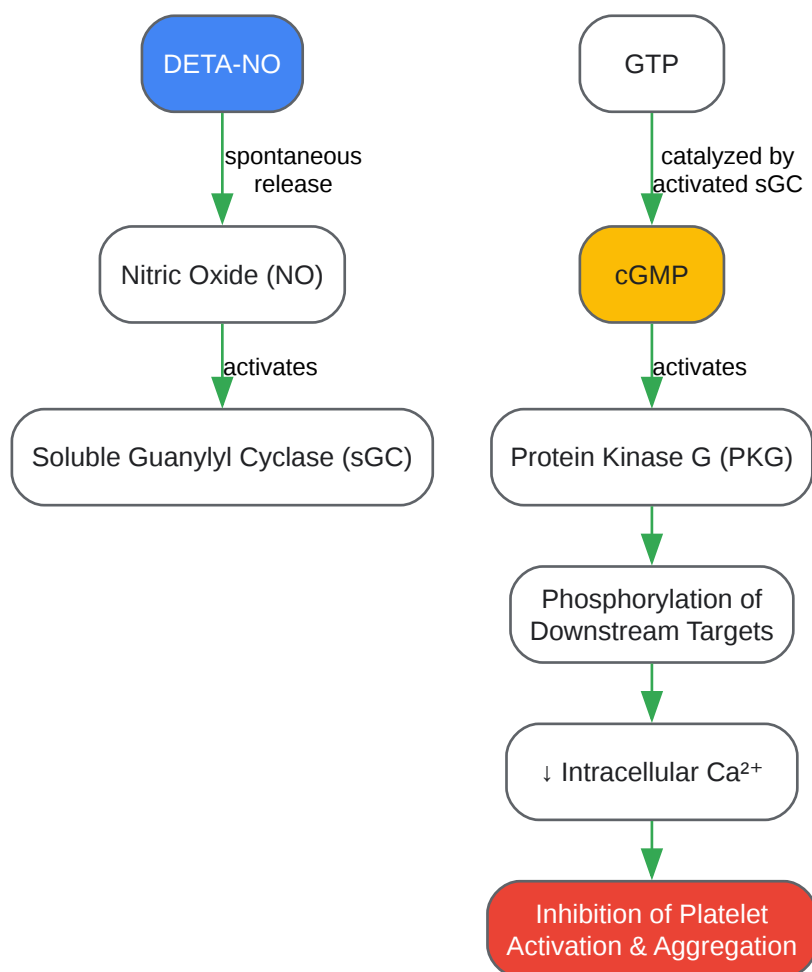 DETA-NO
spontaneous
release
Nitric Oxide (NO)
activates
Soluble Guanylyl Cyclase (sGC)
GTP
catalyzed by
activated sGC
cGMP
activates
Protein Kinase G (PKG)
Phosphorylation of
Downstream Targets
↓ Intracellular Ca²⁺
Inhibition of Platelet
Activation & Aggregation